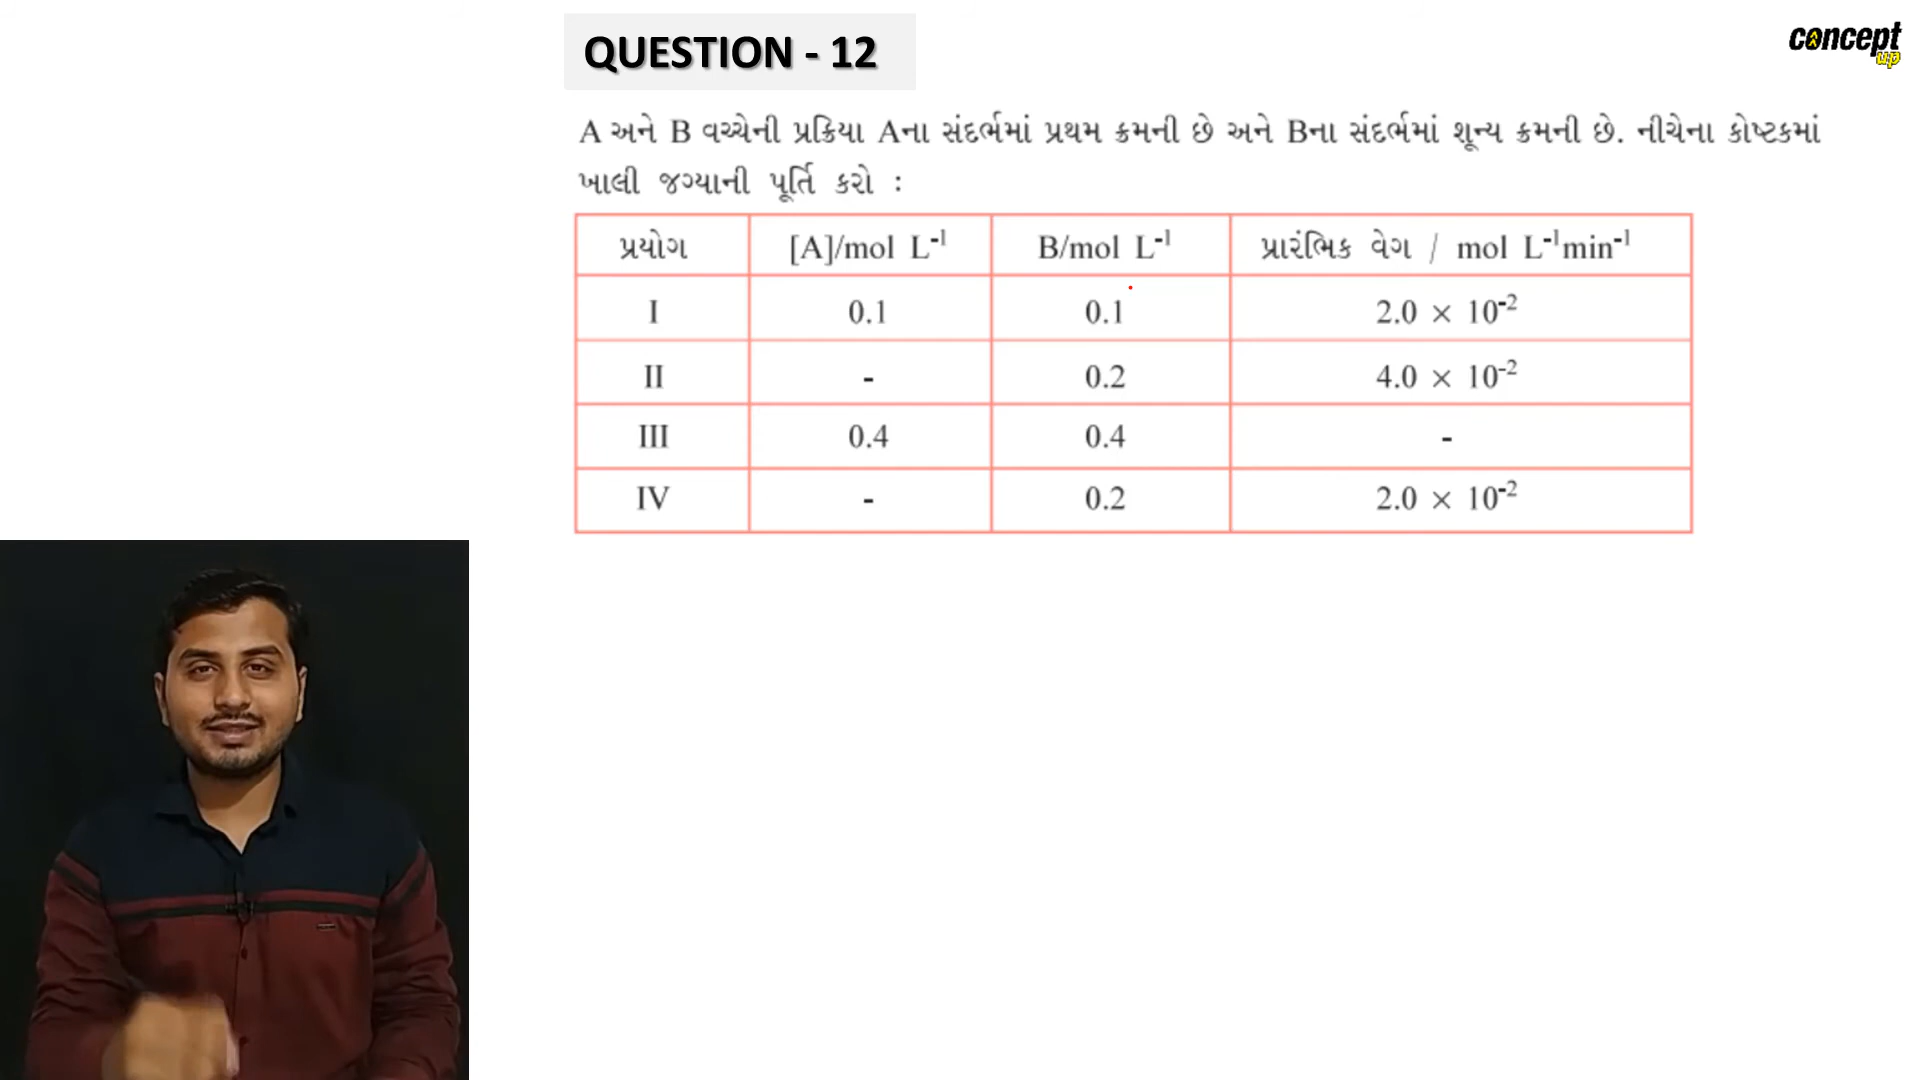 QUESTION - 12
concept
up
A અને B વચ્ચેની પ્રક્રિયા Aના સંદર્ભમાં પ્રથમ ક્રમની છે અને Bના સંદર્ભમાં શૂન્ય ક્રમની છે. નીચેના કોષ્ટકમાં
ખાલી જગ્યાની પૂર્તિ કરો :
પ્રયોગ [A]/mol L⁻¹ B/mol L⁻¹ પ્રારંભિક વેગ / mol L⁻¹min⁻¹
I 0.1 0.1 2.0 × 10⁻²
II - 0.2 4.0 × 10⁻²
III 0.4 0.4 -
IV - 0.2 2.0 × 10⁻²